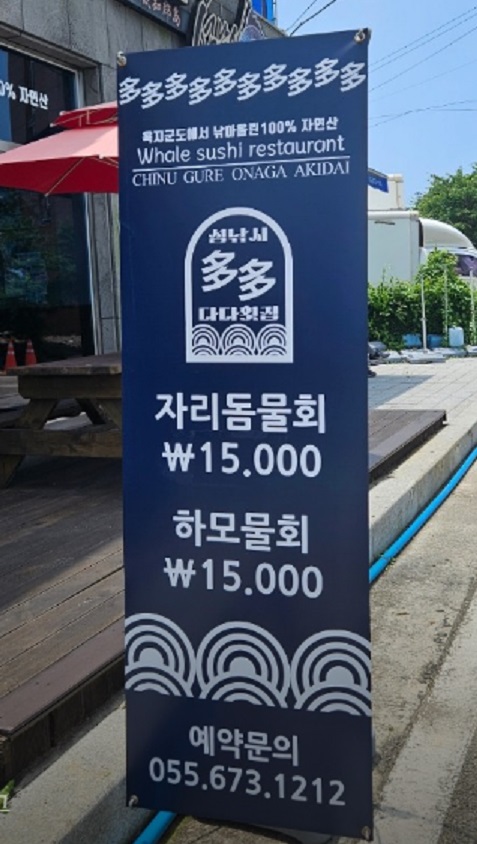 0% 자연산
多多多多多多多多多多
욕지군도에서 낚아올린100% 자연산
Whale sushi restaurant
CHINU GURE ONAGA AKIDAI
섬낚시
多多
다다횟집
자리돔물회
₩15.000
하모물회
₩15.000
예약문의
055.673.1212